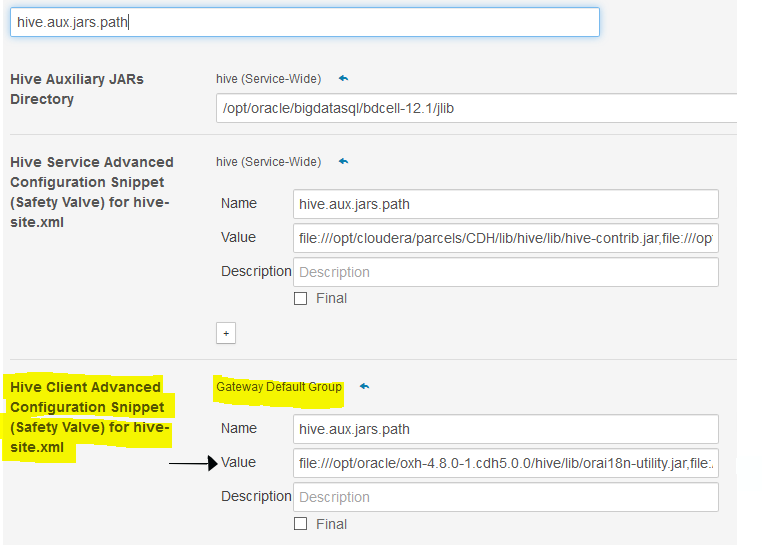 hive.aux.jars.path
Hive Auxiliary JARs
Directory
hive (Service-Wide)
/opt/oracle/bigdatasql/bdcell-12.1/jlib
Hive Service Advanced
Configuration Snippet
(Safety Valve) for hive-
site.xml
hive (Service-Wide)
Name
hive.aux.jars.path
Value
file:///opt/cloudera/parcels/CDH/lib/hive/lib/hive-contrib.jar,file:///op
Description
Description
Final
+
Hive Client Advanced
Configuration Snippet
(Safety Valve) for hive-
site.xml
Gateway Default Group
Name
hive.aux.jars.path
Value
file:///opt/oracle/oxh-4.8.0-1.cdh5.0.0/hive/lib/orai18n-utility.jar,file:
Description
Description
Final